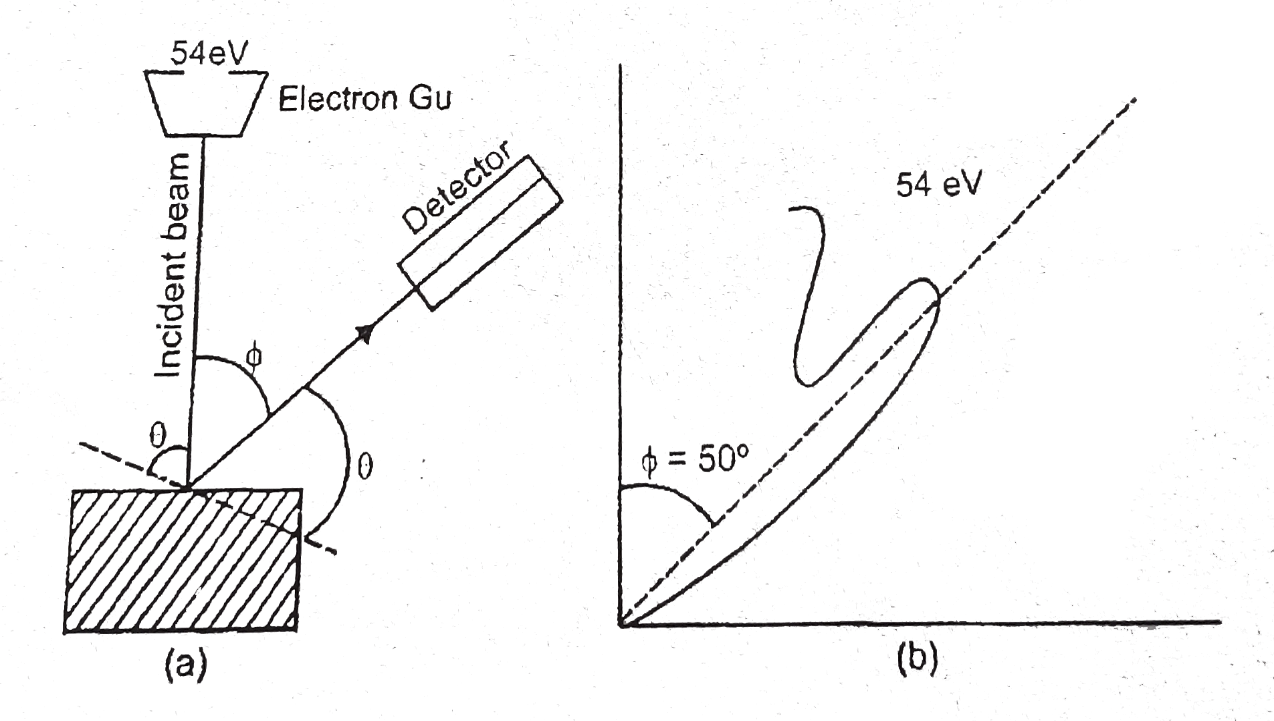 54eV
Electron Gu
Incident beam
Detector
ϕ
θ
θ
(a)
54 eV
ϕ = 50°
(b)